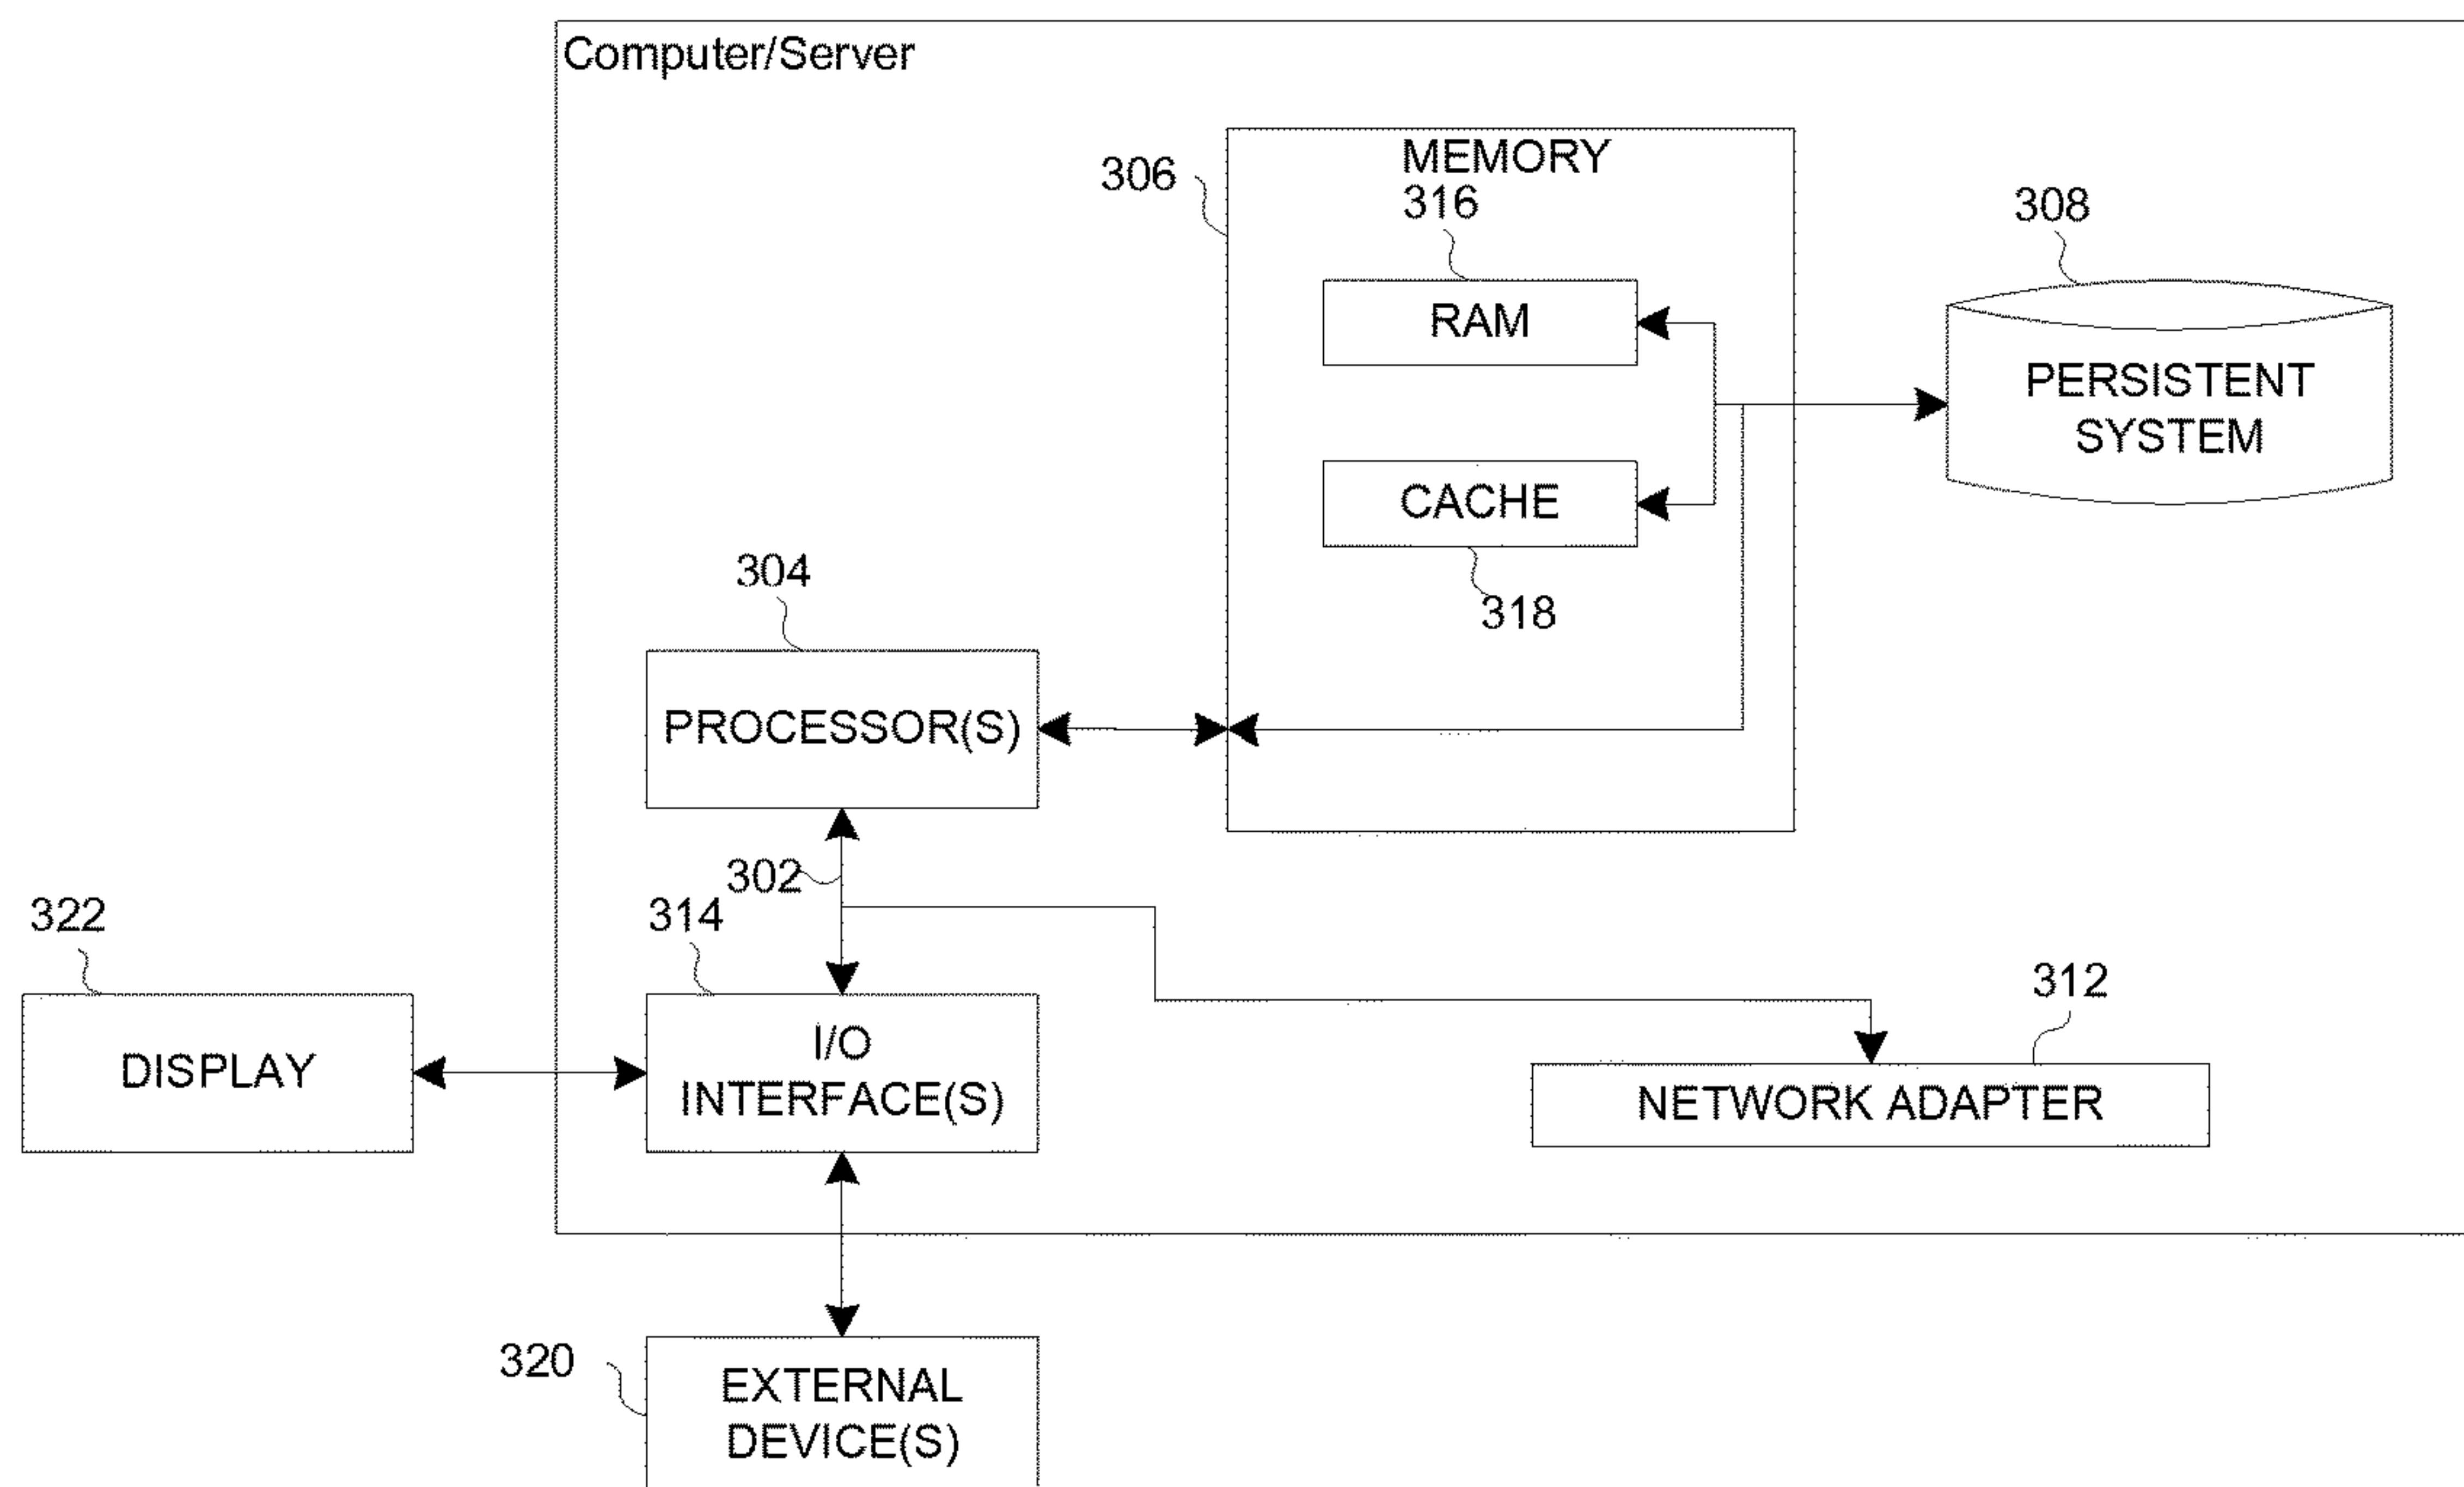 Computer/Server
MEMORY
306
316
308
RAM
PERSISTENT
SYSTEM
CACHE
318
304
PROCESSOR(S)
302
314
322
312
I/O
INTERFACE(S)
DISPLAY
NETWORK ADAPTER
320
EXTERNAL
DEVICE(S)